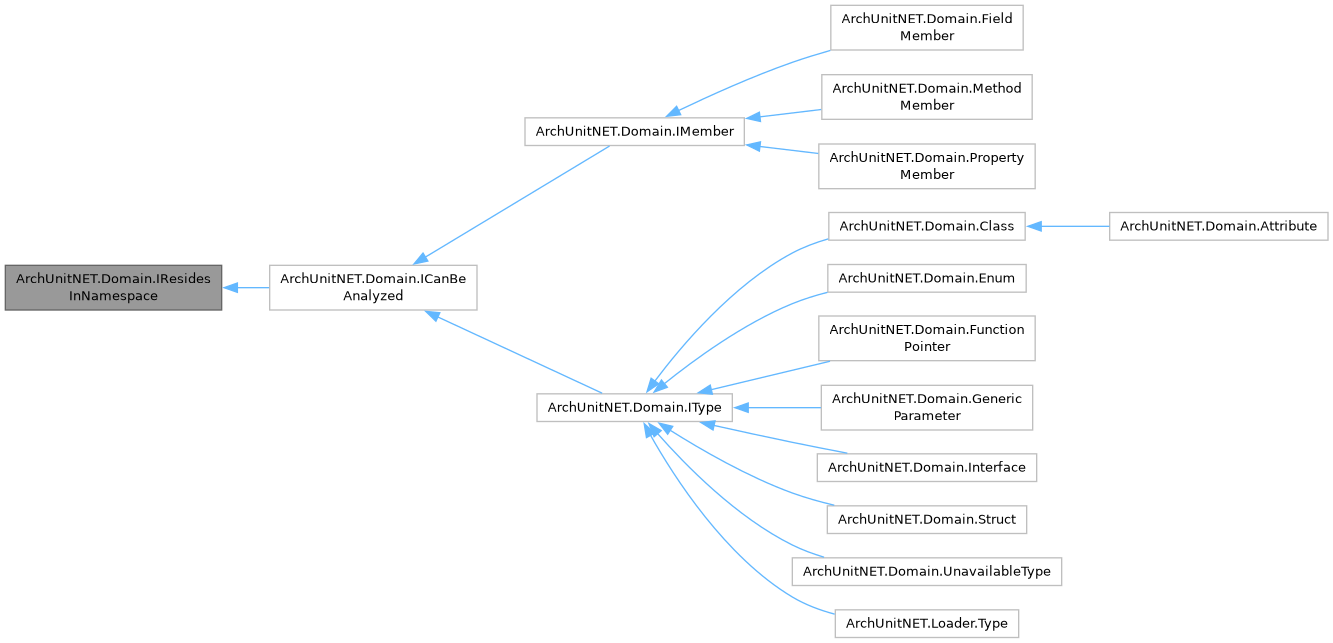 ArchUnitNET.Domain.Field
Member
ArchUnitNET.Domain.Method
Member
ArchUnitNET.Domain.IMember
ArchUnitNET.Domain.Property
Member
ArchUnitNET.Domain.Class
ArchUnitNET.Domain.Attribute
ArchUnitNET.Domain.IResides
InNamespace
ArchUnitNET.Domain.ICanBe
Analyzed
ArchUnitNET.Domain.Enum
ArchUnitNET.Domain.Function
Pointer
ArchUnitNET.Domain.IType
ArchUnitNET.Domain.Generic
Parameter
ArchUnitNET.Domain.Interface
ArchUnitNET.Domain.Struct
ArchUnitNET.Domain.UnavailableType
ArchUnitNET.Loader.Type